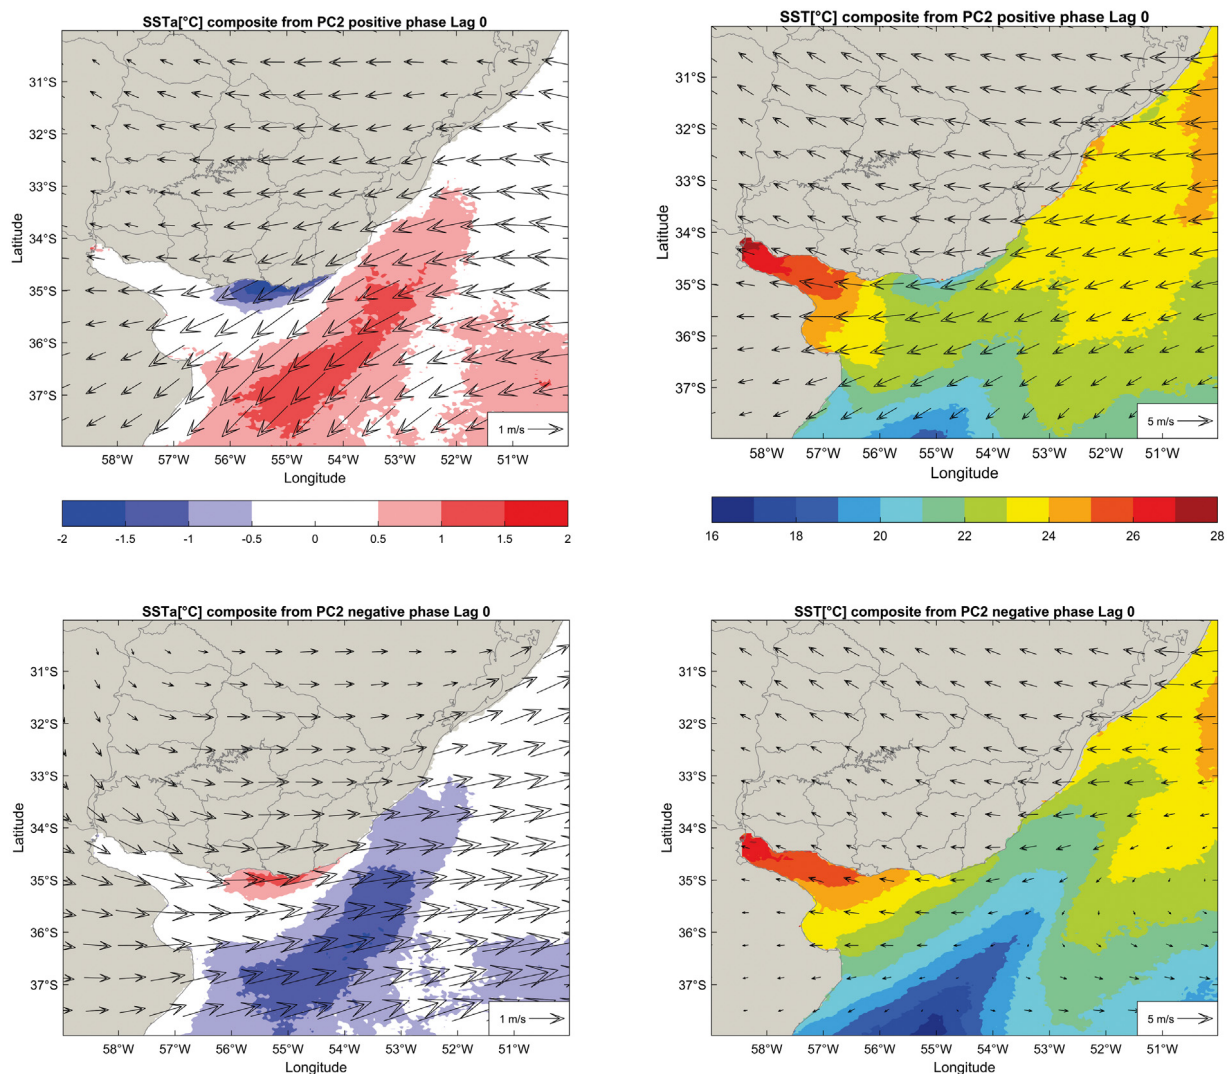 SSTa[°C] composite from PC2 positive phase Lag 0
31°S
32°S
33°S
34°S
35°S
36°S
37°S
Latitude
1 m/s
58°W 57°W 56°W 55°W 54°W 53°W 52°W 51°W
Longitude
-2 -1.5 -1 -0.5 0 0.5 1 1.5 2
SST[°C] composite from PC2 positive phase Lag 0
31°S
32°S
33°S
34°S
35°S
36°S
37°S
Latitude
5 m/s
58°W 57°W 56°W 55°W 54°W 53°W 52°W 51°W
Longitude
16 18 20 22 24 26 28
SSTa[°C] composite from PC2 negative phase Lag 0
31°S
32°S
33°S
34°S
35°S
36°S
37°S
Latitude
1 m/s
58°W 57°W 56°W 55°W 54°W 53°W 52°W 51°W
Longitude
SST[°C] composite from PC2 negative phase Lag 0
31°S
32°S
33°S
34°S
35°S
36°S
37°S
Latitude
5 m/s
58°W 57°W 56°W 55°W 54°W 53°W 52°W 51°W
Longitude